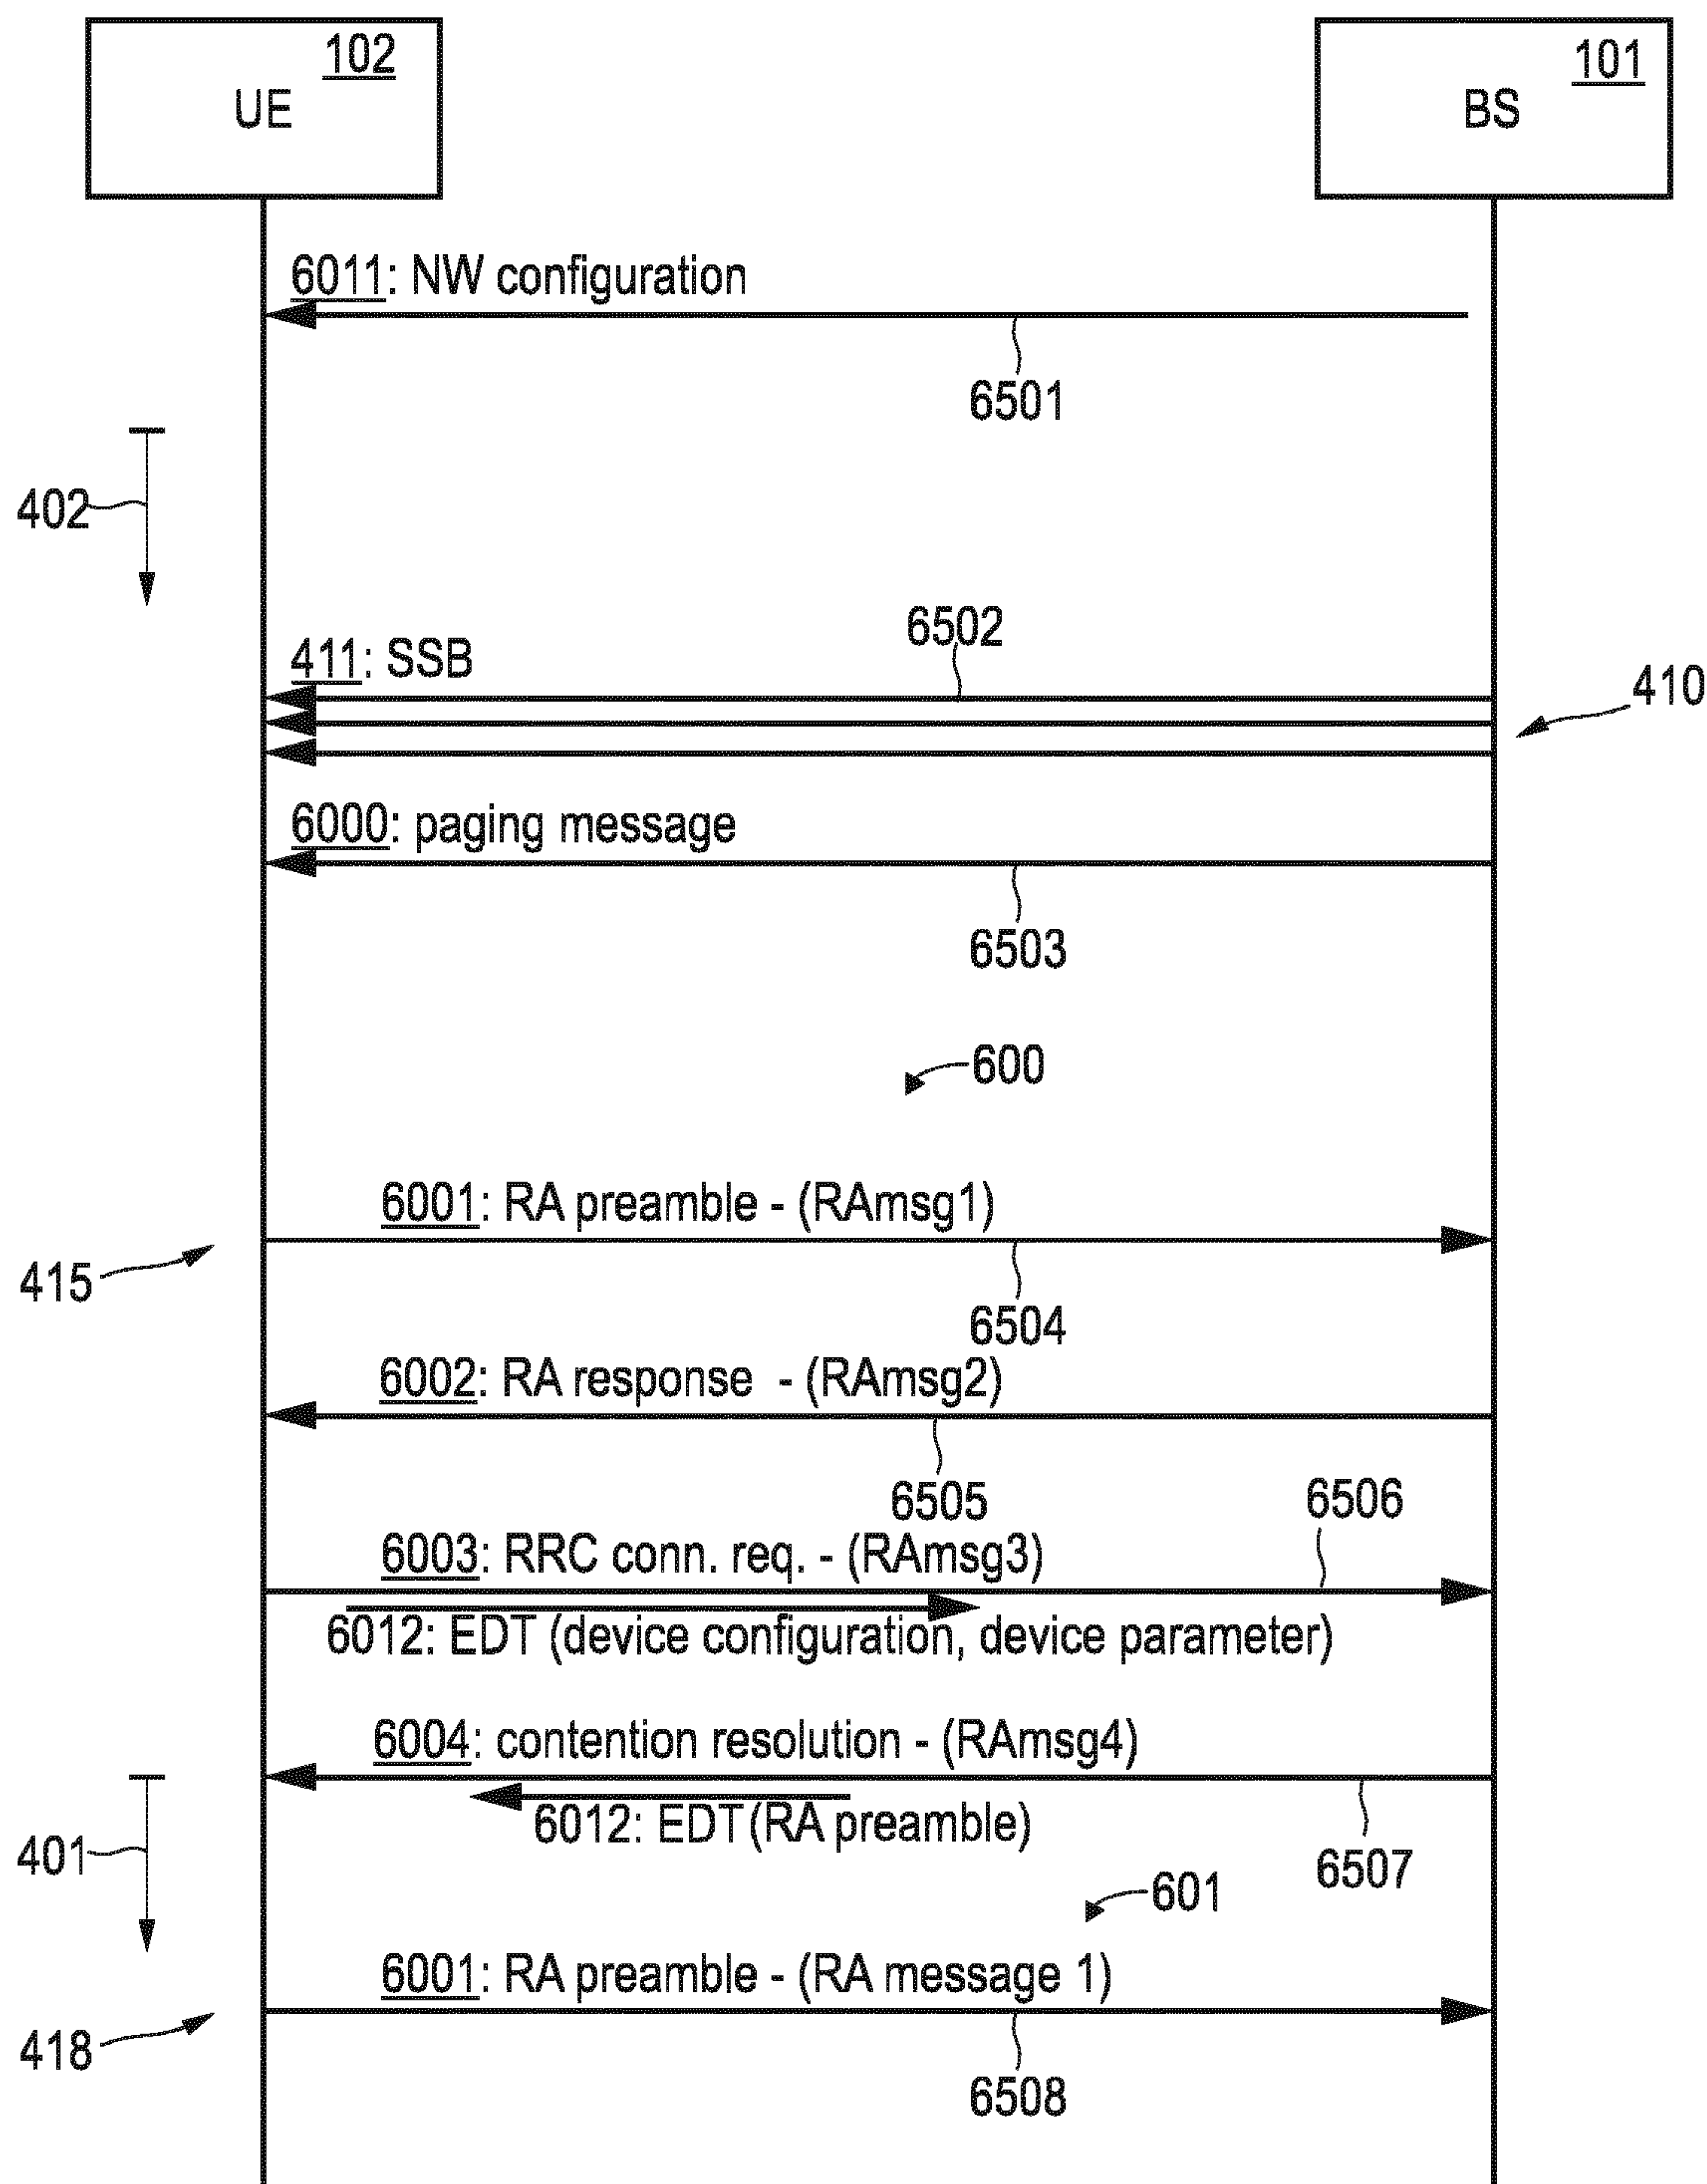 102
UE
101
BS
6011: NW configuration
6501
402
6502
411: SSB
410
6000: paging message
6503
600
6001: RA preamble - (RAmsg1)
415
6504
6002: RA response - (RAmsg2)
6505
6506
6003: RRC conn. req. - (RAmsg3)
6012: EDT (device configuration, device parameter)
6004: contention resolution - (RAmsg4)
6012: EDT(RA preamble)
401
6507
601
6001: RA preamble - (RA message 1)
418
6508